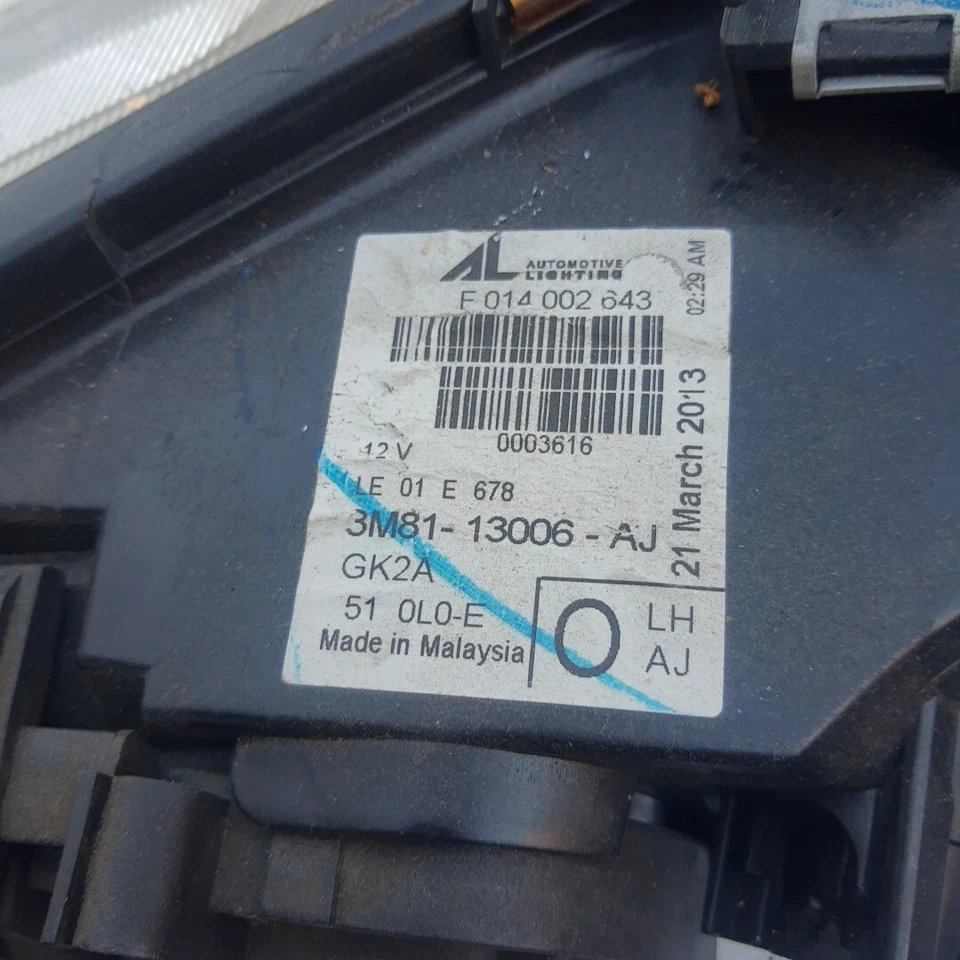 AL AUTOMOTIVE
LIGHTING
F 014 002 643
02:29 AM
21 March 2013
0003616
12 V
LE 01 E 678
3M81-13006-AJ
GK2A
51 0L0-E
Made in Malaysia
O
LH
AJ